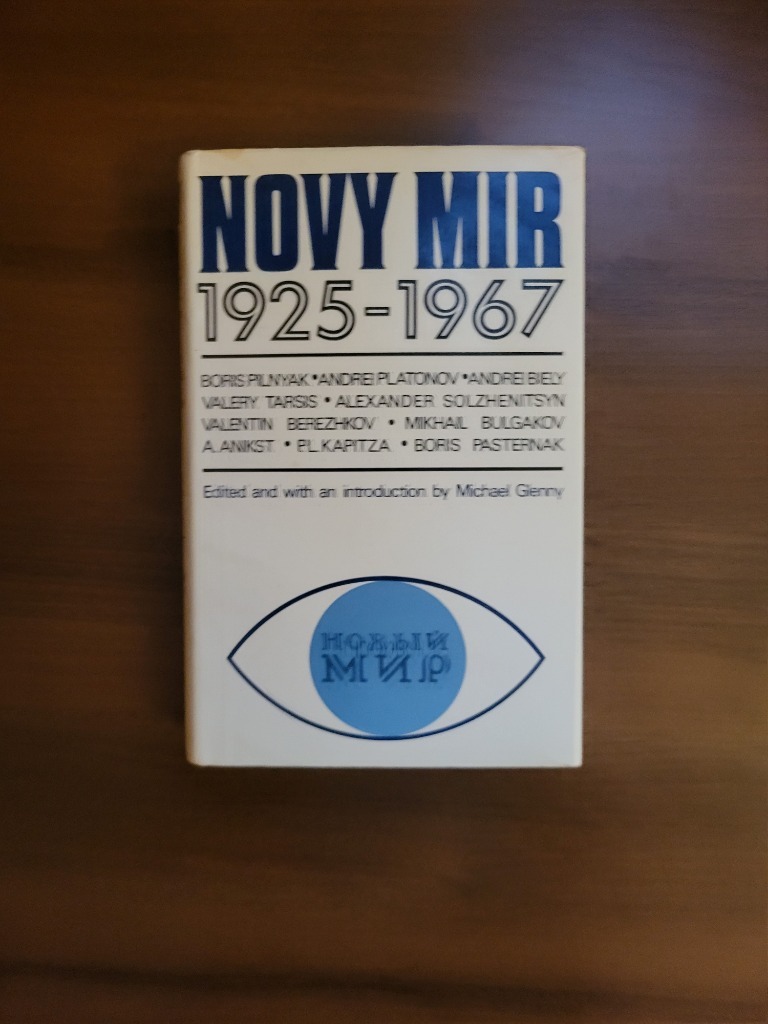 NOVY MIR
1925-1967
BORIS PILNYAK • ANDREI PLATONOV • ANDREI BIELY
VALERY TARSIS • ALEXANDER SOLZHENITSYN
VALENTIN BEREZHKOV • MIKHAIL BULGAKOV
A. ANIKST • P.L. KAPITZA • BORIS PASTERNAK
Edited and with an introduction by Michael Glenny
НОВЫЙ
МИР